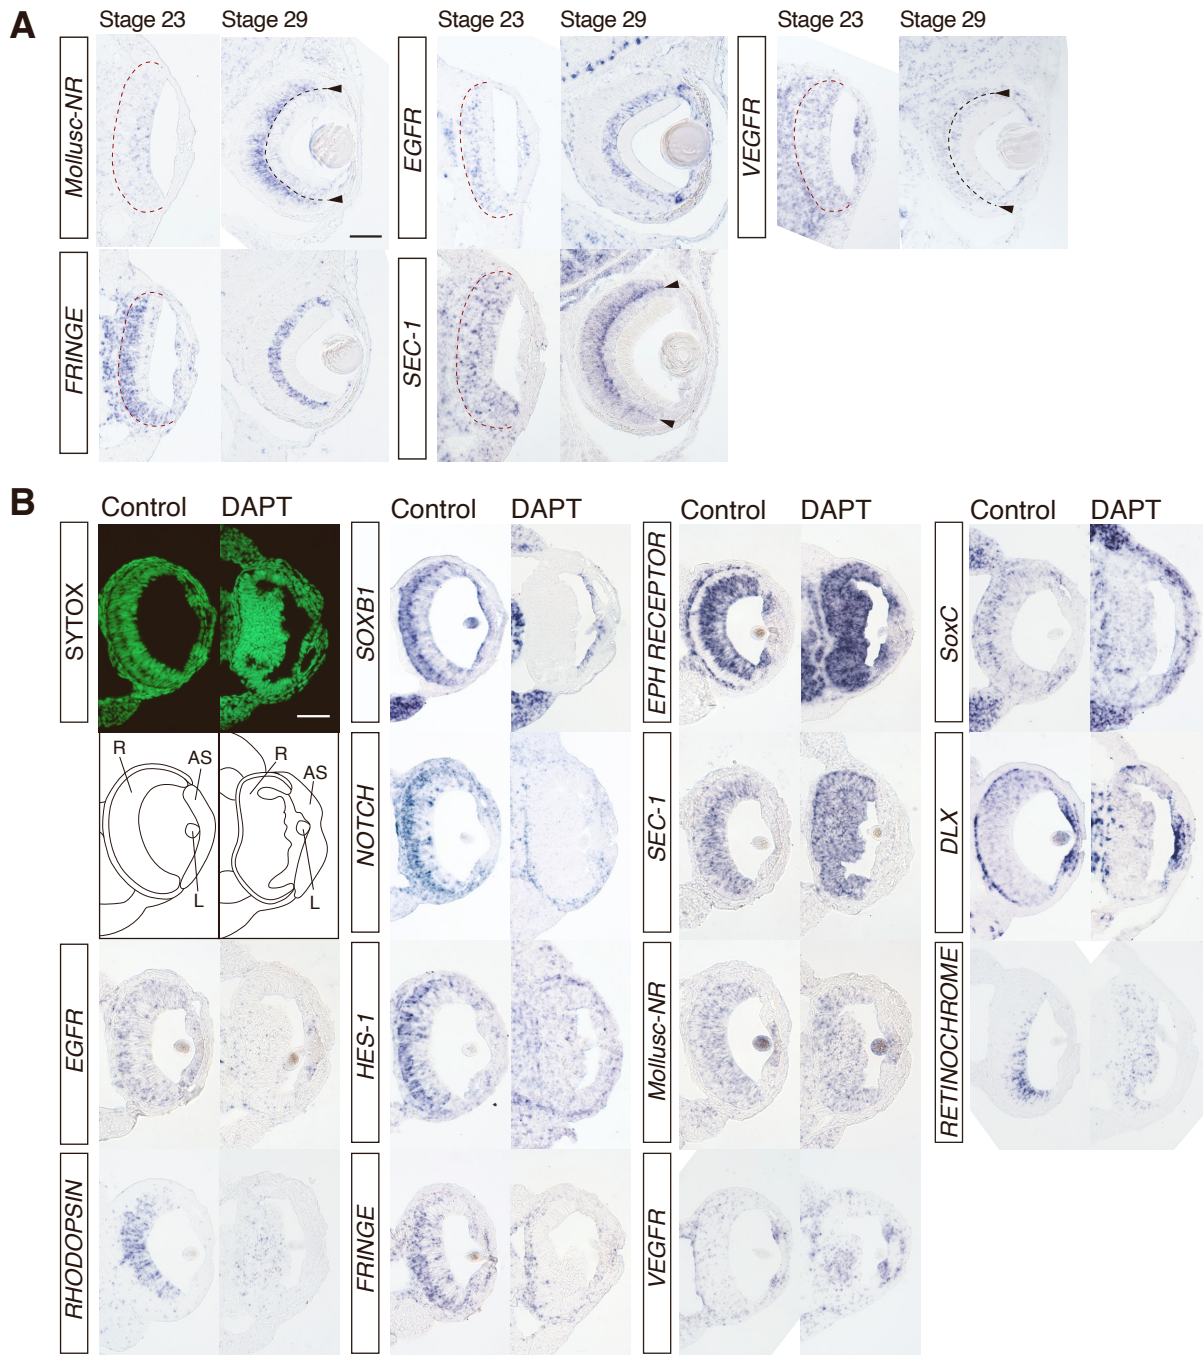 A
Stage 23 Stage 29 Stage 23 Stage 29 Stage 23 Stage 29
Mollusc-NR
EGFR
VEGFR
FRINGE
SEC-1
B
Control DAPT Control DAPT Control DAPT Control DAPT
SYTOX
SOXB1
EPH RECEPTOR
SoxC
R AS R AS
L L
NOTCH
SEC-1
DLX
EGFR
HES-1
Mollusc-NR
RETINOCHROME
RHODOPSIN
FRINGE
VEGFR